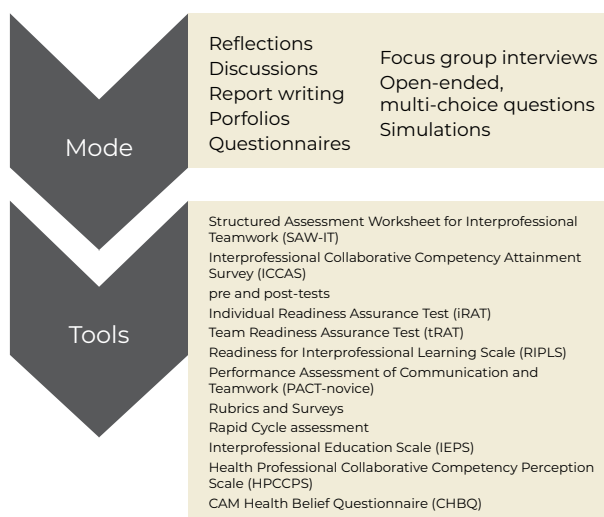 Mode
Reflections
Discussions
Report writing
Porfolios
Questionnaires
Focus group interviews
Open-ended,
multi-choice questions
Simulations
Tools
Structured Assessment Worksheet for Interprofessional
Teamwork (SAW-IT)
Interprofessional Collaborative Competency Attainment
Survey (ICCAS)
pre and post-tests
Individual Readiness Assurance Test (iRAT)
Team Readiness Assurance Test (tRAT)
Readiness for Interprofessional Learning Scale (RIPLS)
Performance Assessment of Communication and
Teamwork (PACT-novice)
Rubrics and Surveys
Rapid Cycle assessment
Interprofessional Education Scale (IEPS)
Health Professional Collaborative Competency Perception
Scale (HPCCPS)
CAM Health Belief Questionnaire (CHBQ)